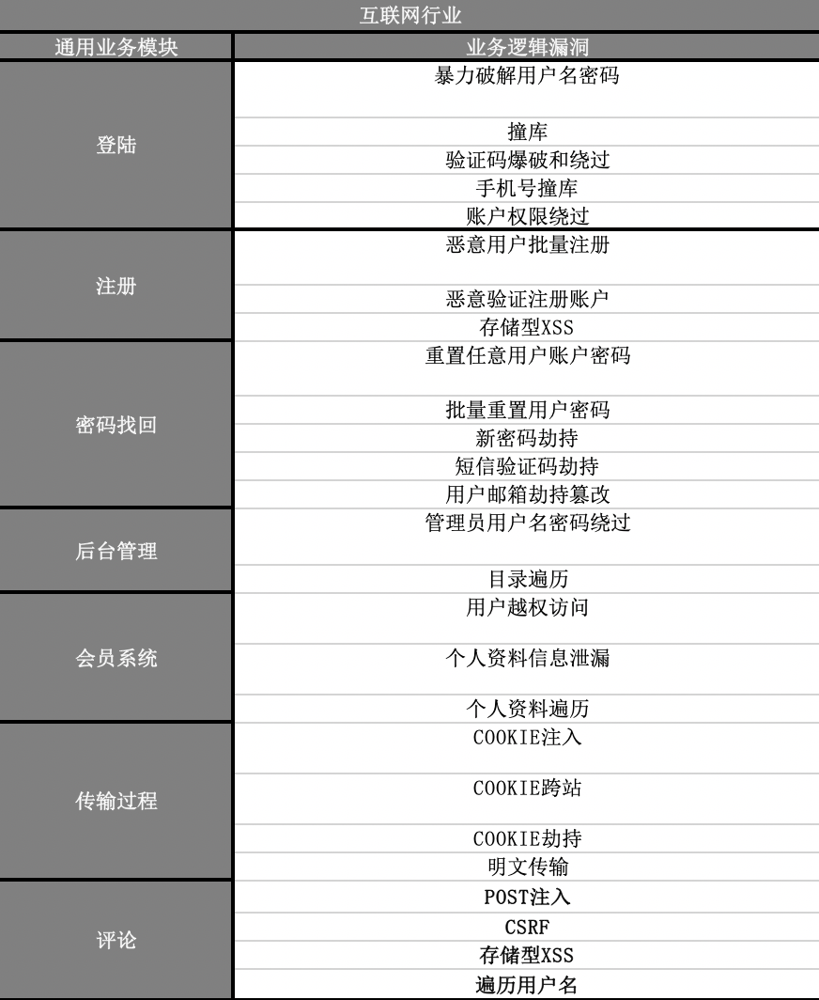 互联网行业
通用业务模块 业务逻辑漏洞
登陆
暴力破解用户名密码
撞库
验证码爆破和绕过
手机号撞库
账户权限绕过
注册
恶意用户批量注册
恶意验证注册账户
存储型XSS
密码找回
重置任意用户账户密码
批量重置用户密码
新密码劫持
短信验证码劫持
用户邮箱劫持篡改
后台管理
管理员用户名密码绕过
目录遍历
会员系统
用户越权访问
个人资料信息泄漏
个人资料遍历
传输过程
COOKIE注入
COOKIE跨站
COOKIE劫持
明文传输
评论
POST注入
CSRF
存储型XSS
遍历用户名